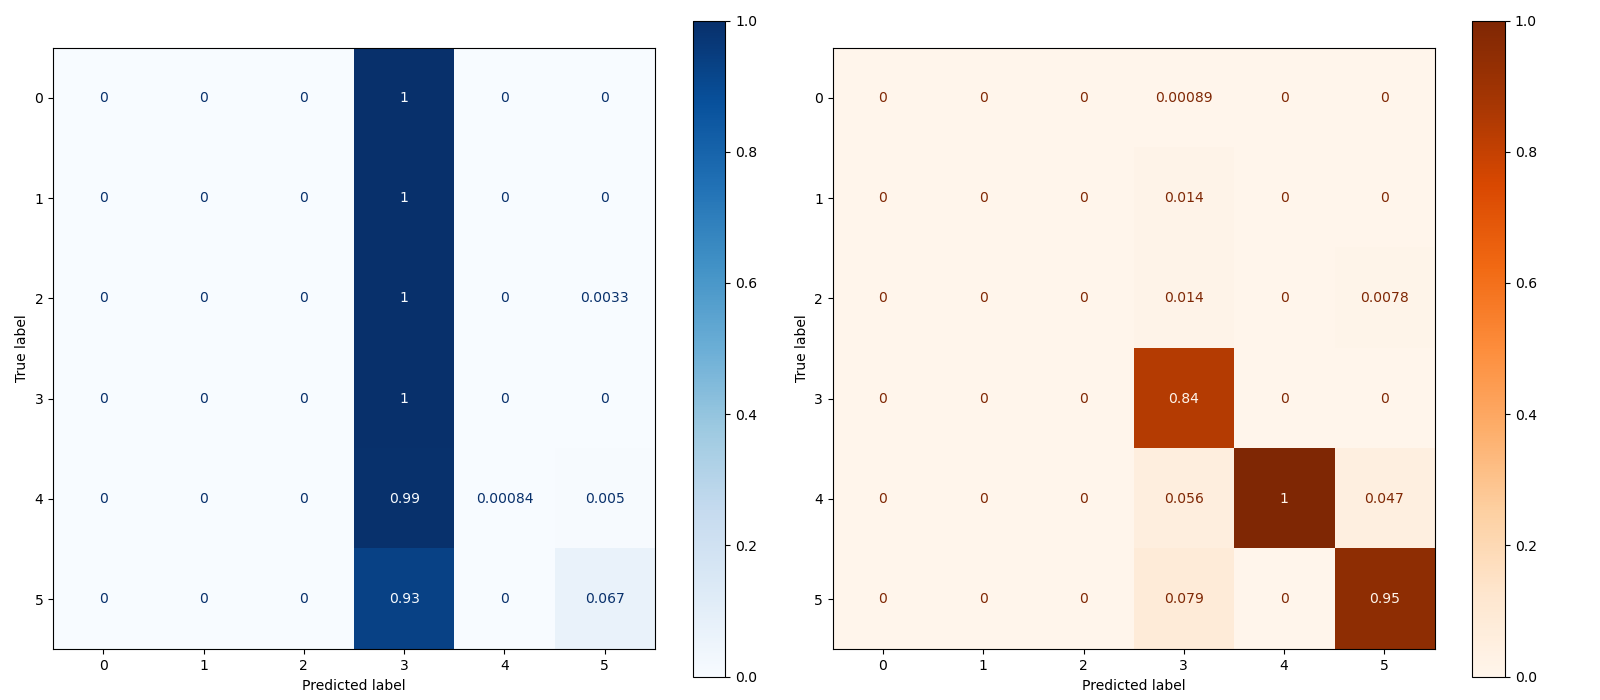 1.0
1.0
0 0 0 0 1 0 0
0 0 0 0 0.00089 0 0
0.8
0.8
1 0 0 0 1 0 0
1 0 0 0 0.014 0 0
2 0 0 0 1 0 0.0033
2 0 0 0 0.014 0 0.0078
0.6
0.6
True label
True label
3 0 0 0 1 0 0
3 0 0 0 0.84 0 0
0.4
0.4
4 0 0 0 0.99 0.00084 0.005
4 0 0 0 0.056 1 0.047
0.2
0.2
5 0 0 0 0.93 0 0.067
5 0 0 0 0.079 0 0.95
0.0
0.0
0 1 2 3 4 5
0 1 2 3 4 5
Predicted label
Predicted label